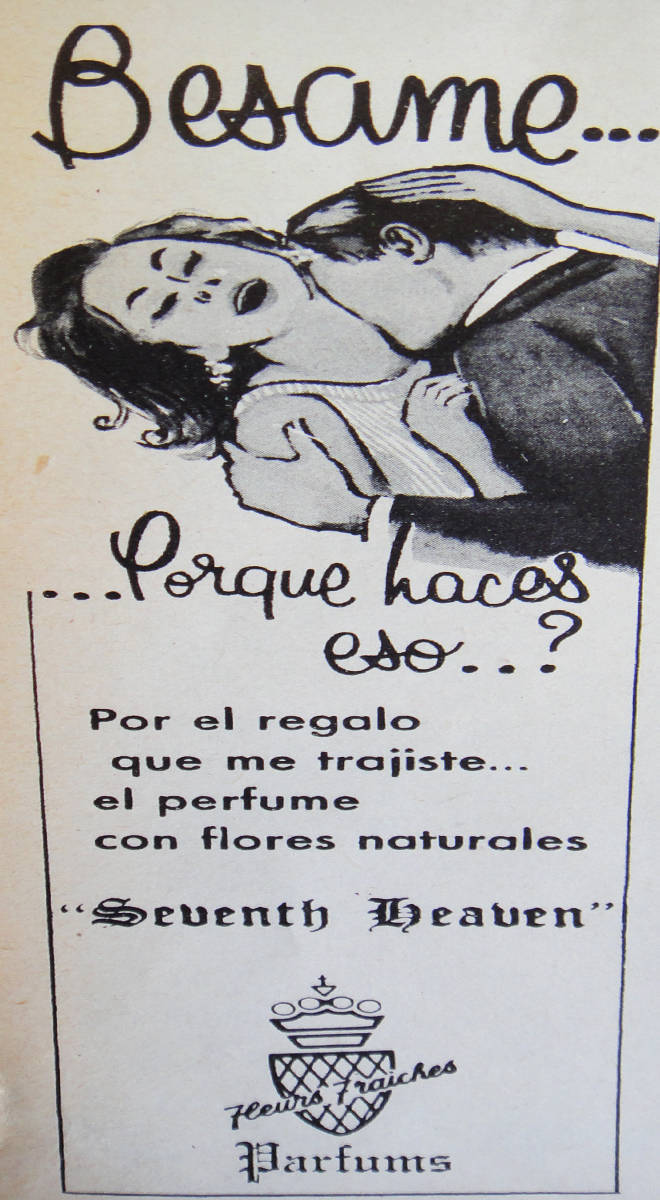 Besame...
...Porque haces
eso...?
Por el regalo
que me trajiste...
el perfume
con flores naturales
"Seventh Heaven"
Fleurs Fraiches
Parfums